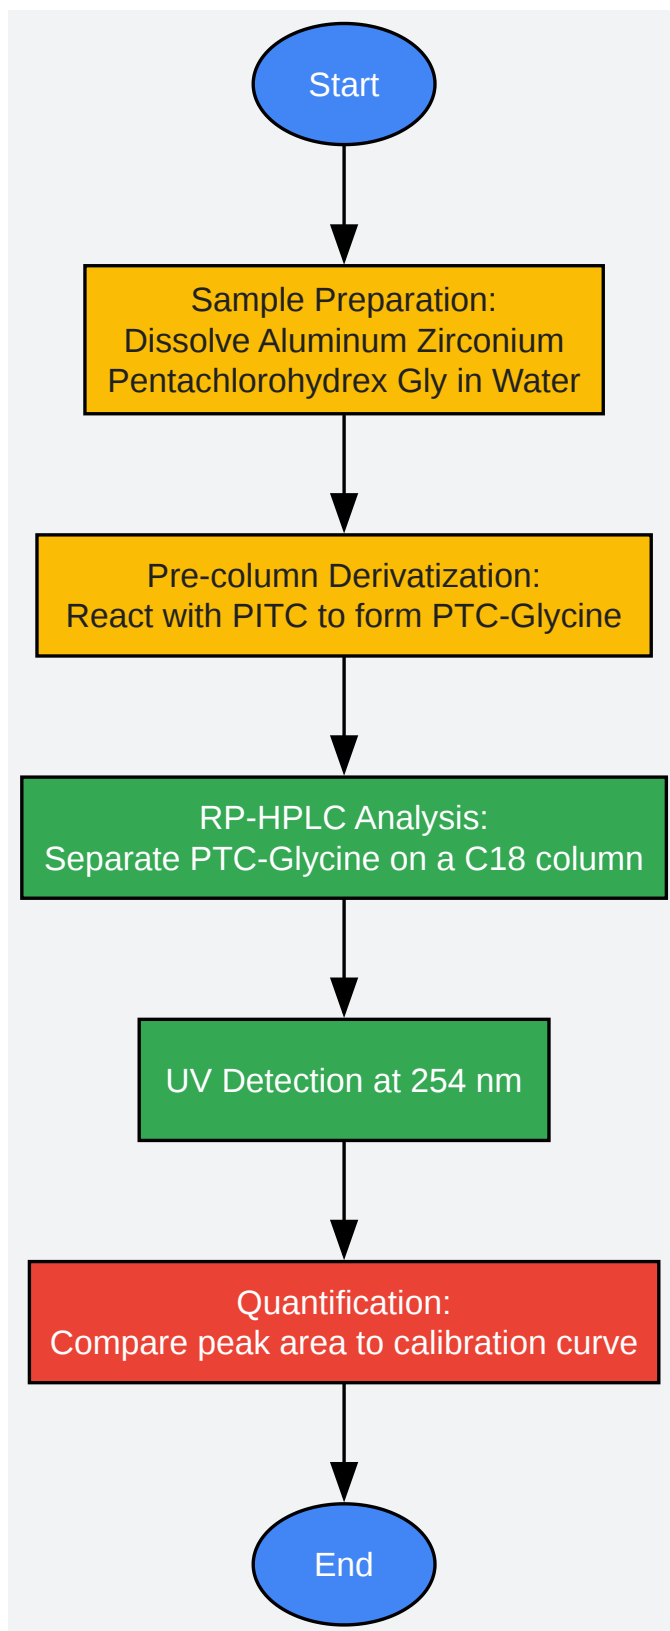 Start
Sample Preparation:
Dissolve Aluminum Zirconium
Pentachlorohydrex Gly in Water
Pre-column Derivatization:
React with PITC to form PTC-Glycine
RP-HPLC Analysis:
Separate PTC-Glycine on a C18 column
UV Detection at 254 nm
Quantification:
Compare peak area to calibration curve
End